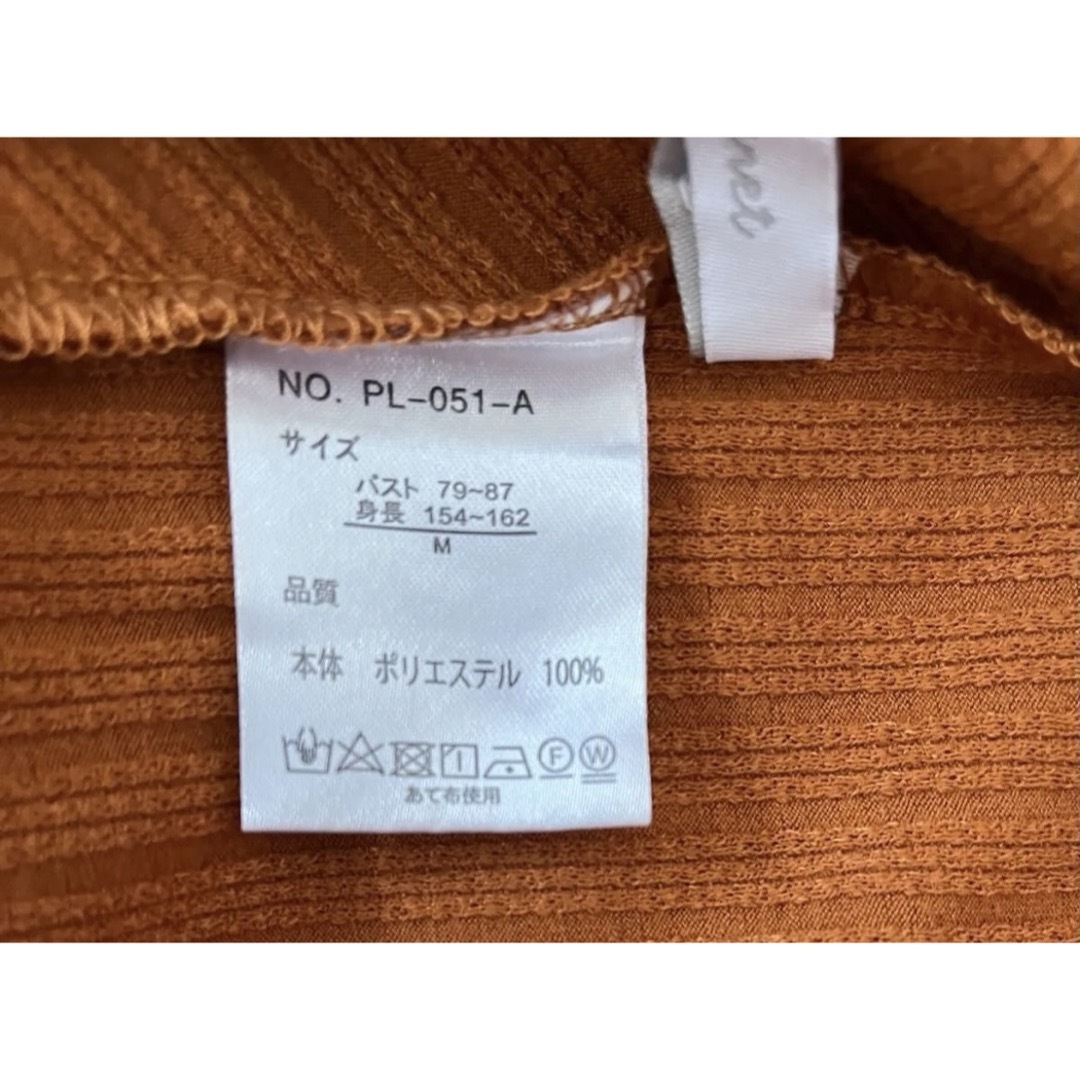 net
NO. PL-051-A
サイズ
バスト 79~87
身長 154~162
M
品質
本体 ポリエステル 100%
F W
あて布使用